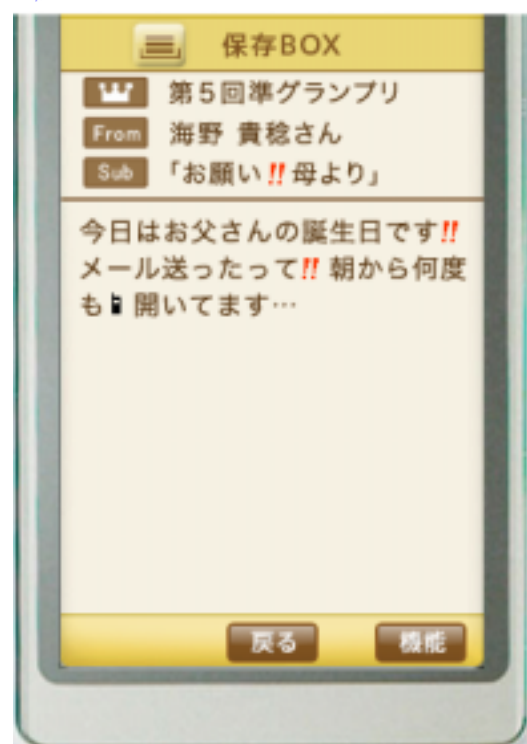 保存BOX
第5回準グランプリ
From 海野 貴稔さん
Sub 「お願い‼母より」
今日はお父さんの誕生日です‼
メール送ったって‼朝から何度
も📱開いてます…
戻る 機能